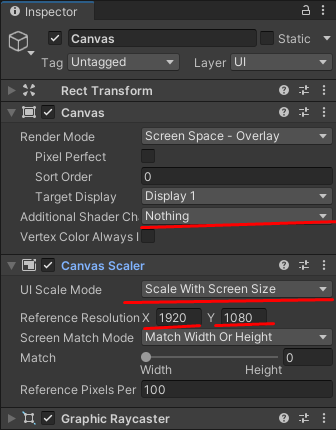 Inspector
Canvas
Static
Tag Untagged Layer UI
Rect Transform
Canvas
Render Mode Screen Space - Overlay
Pixel Perfect
Sort Order 0
Target Display Display 1
Additional Shader Ch Nothing
Vertex Color Always I
Canvas Scaler
UI Scale Mode Scale With Screen Size
Reference Resolution X 1920 Y 1080
Screen Match Mode Match Width Or Height
Match 0
Width Height
Reference Pixels Per 100
Graphic Raycaster